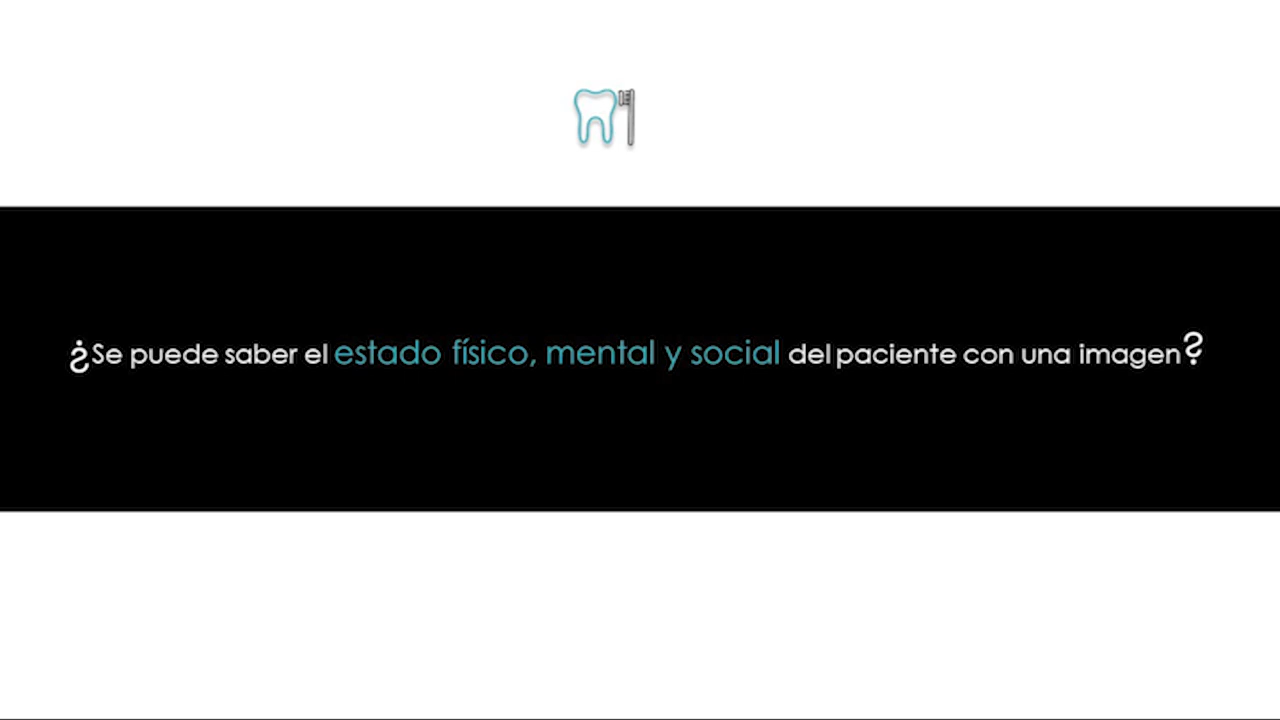 ¿Se puede saber el estado físico, mental y social del paciente con una imagen?